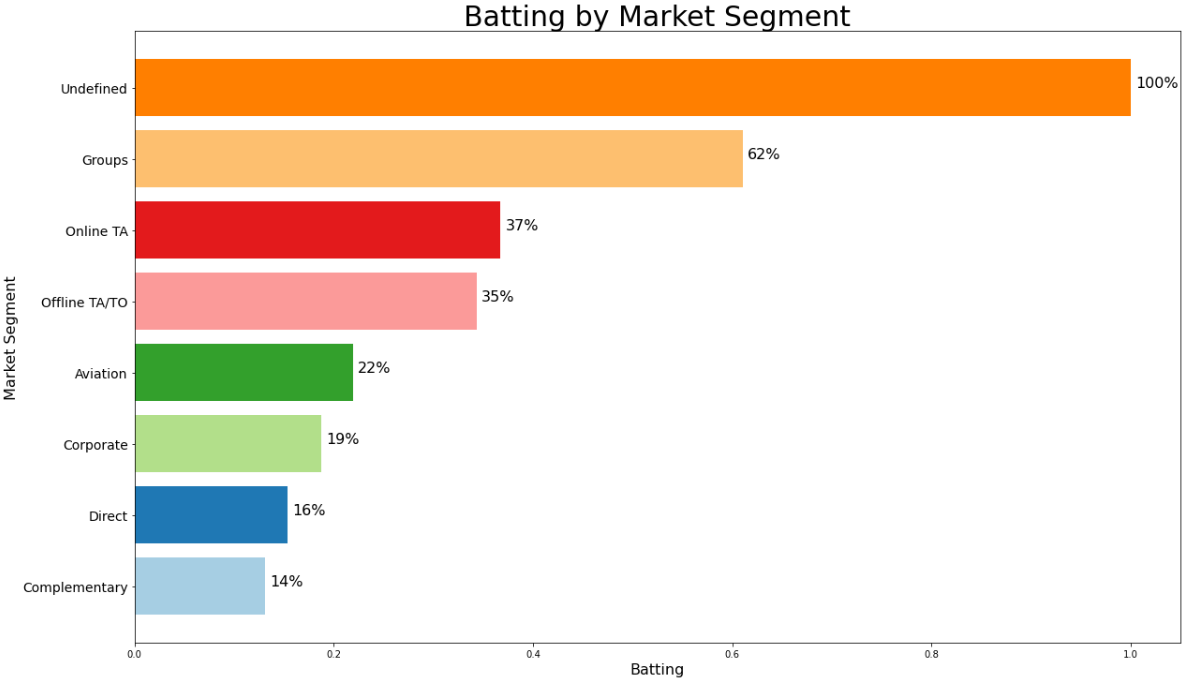 Batting by Market Segment
Undefined
100%
Groups
62%
Online TA
37%
Offline TA/TO
35%
Aviation
22%
Corporate
19%
Direct
16%
Complementary
14%
Market Segment
0.0 0.2 0.4 0.6 0.8 1.0
Batting